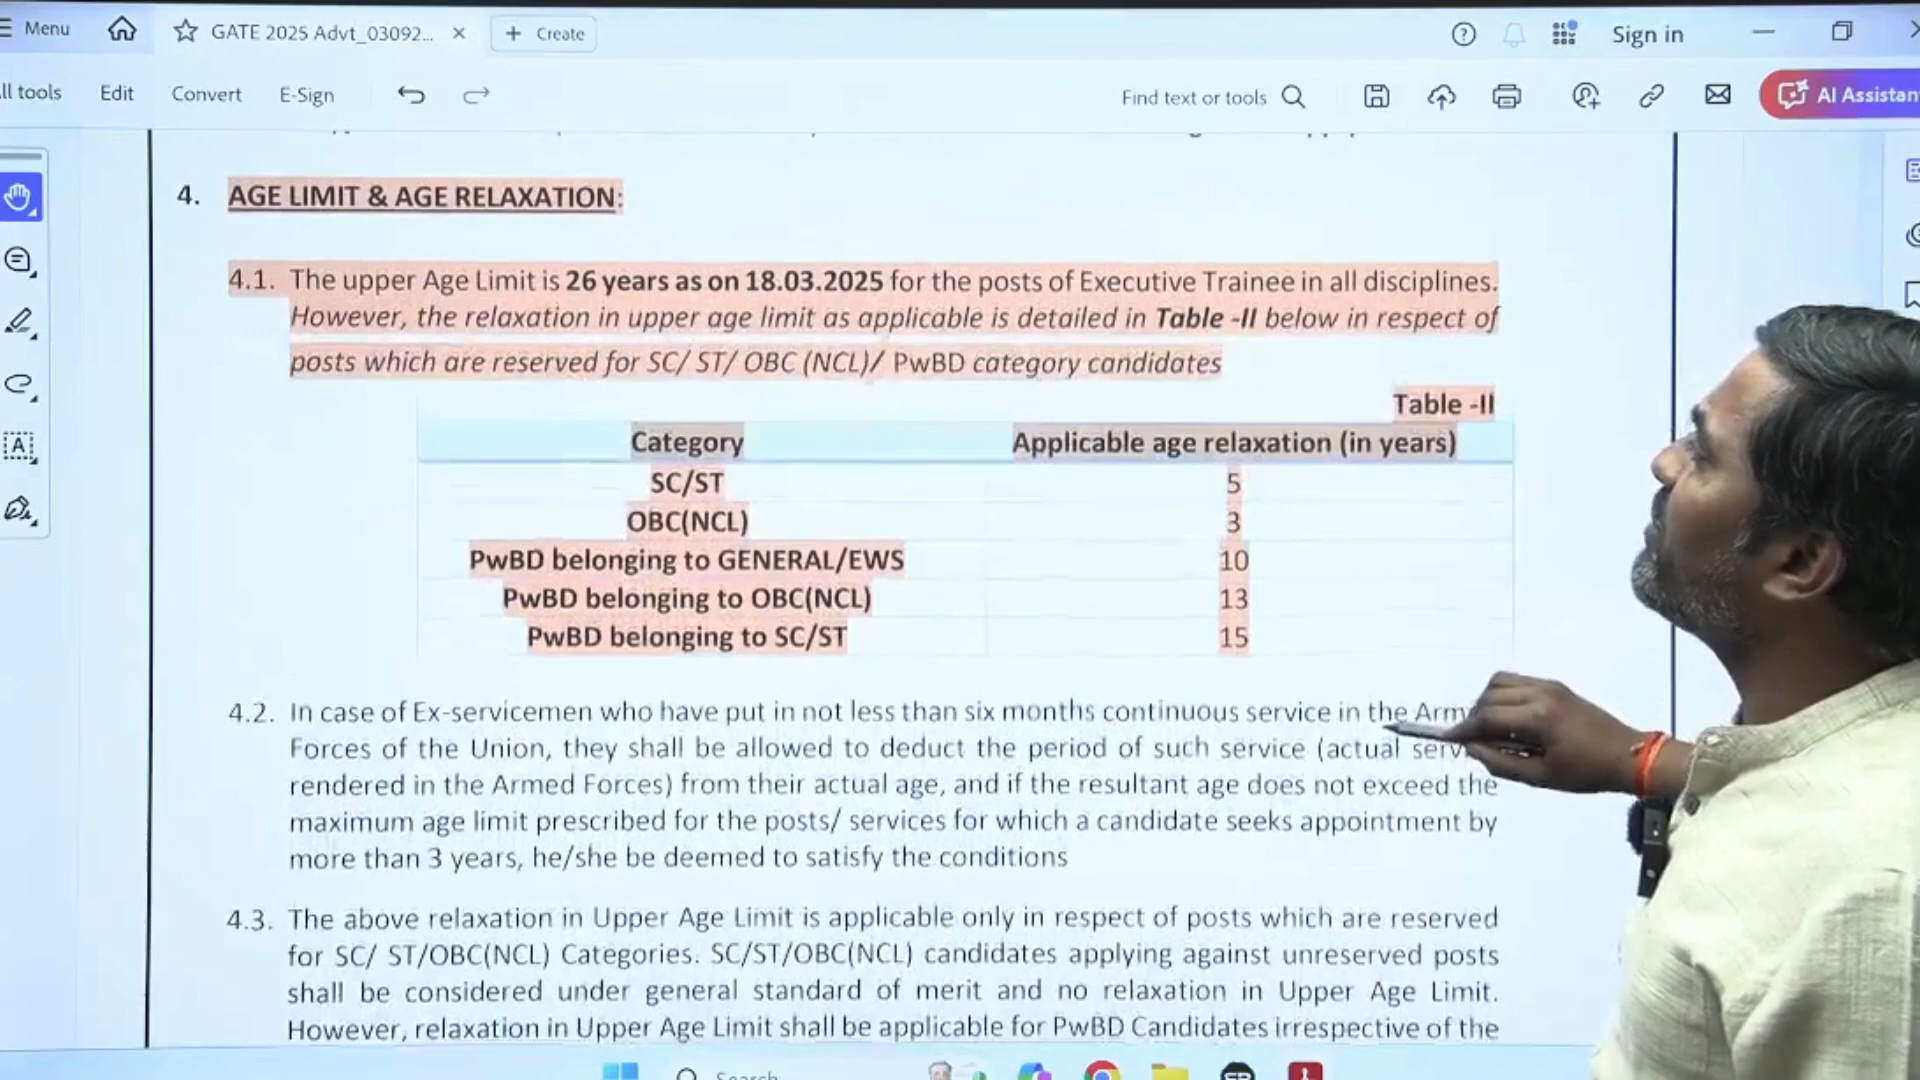 Menu
GATE 2025 Advt_03092...
Create
Sign in
ll tools
Edit
Convert
E-Sign
Find text or tools
AI Assistan
4. AGE LIMIT & AGE RELAXATION:
4.1. The upper Age Limit is 26 years as on 18.03.2025 for the posts of Executive Trainee in all disciplines.
However, the relaxation in upper age limit as applicable is detailed in Table -II below in respect of
posts which are reserved for SC/ ST/ OBC (NCL)/ PwBD category candidates
Table -II
Category Applicable age relaxation (in years)
SC/ST 5
OBC(NCL) 3
PwBD belonging to GENERAL/EWS 10
PwBD belonging to OBC(NCL) 13
PwBD belonging to SC/ST 15
4.2. In case of Ex-servicemen who have put in not less than six months continuous service in the Arm
Forces of the Union, they shall be allowed to deduct the period of such service (actual serv
rendered in the Armed Forces) from their actual age, and if the resultant age does not exceed the
maximum age limit prescribed for the posts/ services for which a candidate seeks appointment by
more than 3 years, he/she be deemed to satisfy the conditions
4.3. The above relaxation in Upper Age Limit is applicable only in respect of posts which are reserved
for SC/ ST/OBC(NCL) Categories. SC/ST/OBC(NCL) candidates applying against unreserved posts
shall be considered under general standard of merit and no relaxation in Upper Age Limit.
However, relaxation in Upper Age Limit shall be applicable for PwBD Candidates irrespective of the
Search